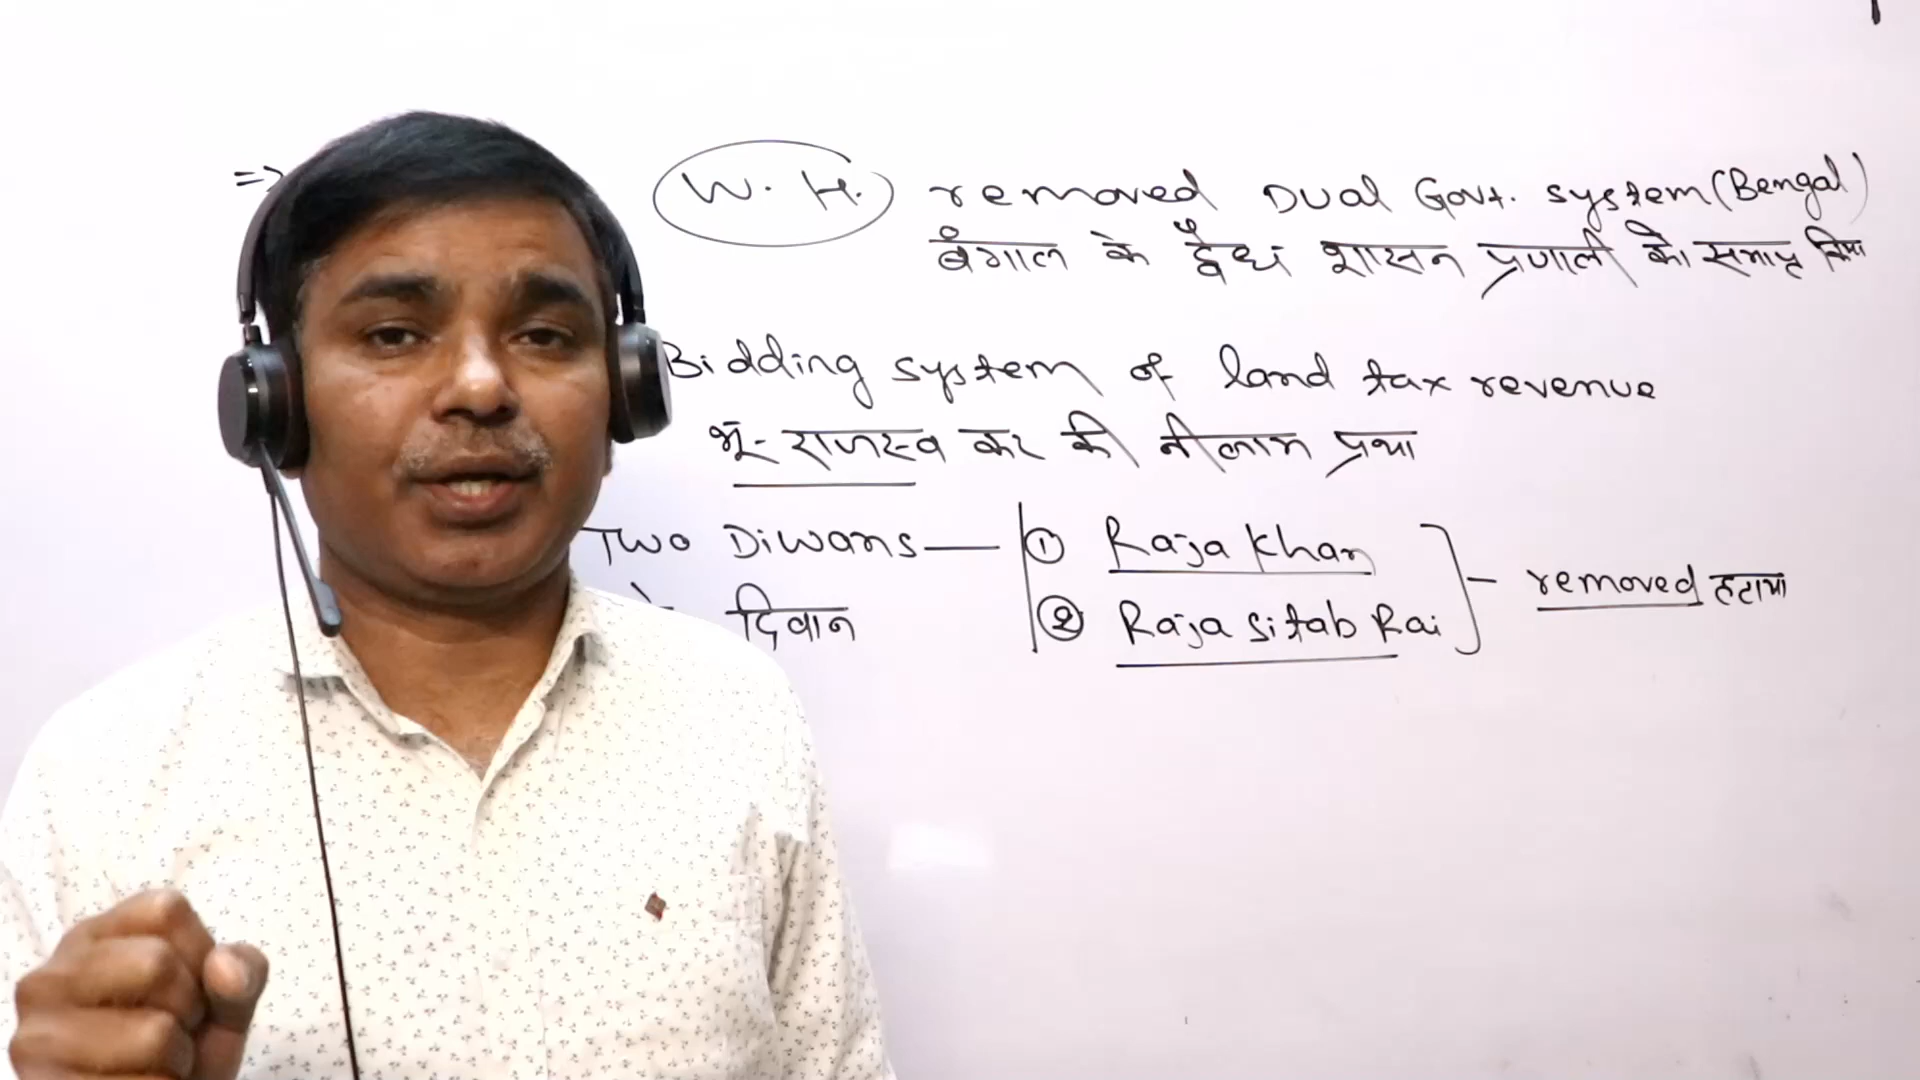 =>
W. H. removed Dual Govt. system (Bengal)
बंगाल के द्वैध शासन प्रणाली को समाप्त किया
Bidding system of land tax revenue
भू-राजस्व कर की नीलाम प्रथा
Two Diwans — ① Raja Khan
दिवान ② Raja Sitab Rai
removed हटाया